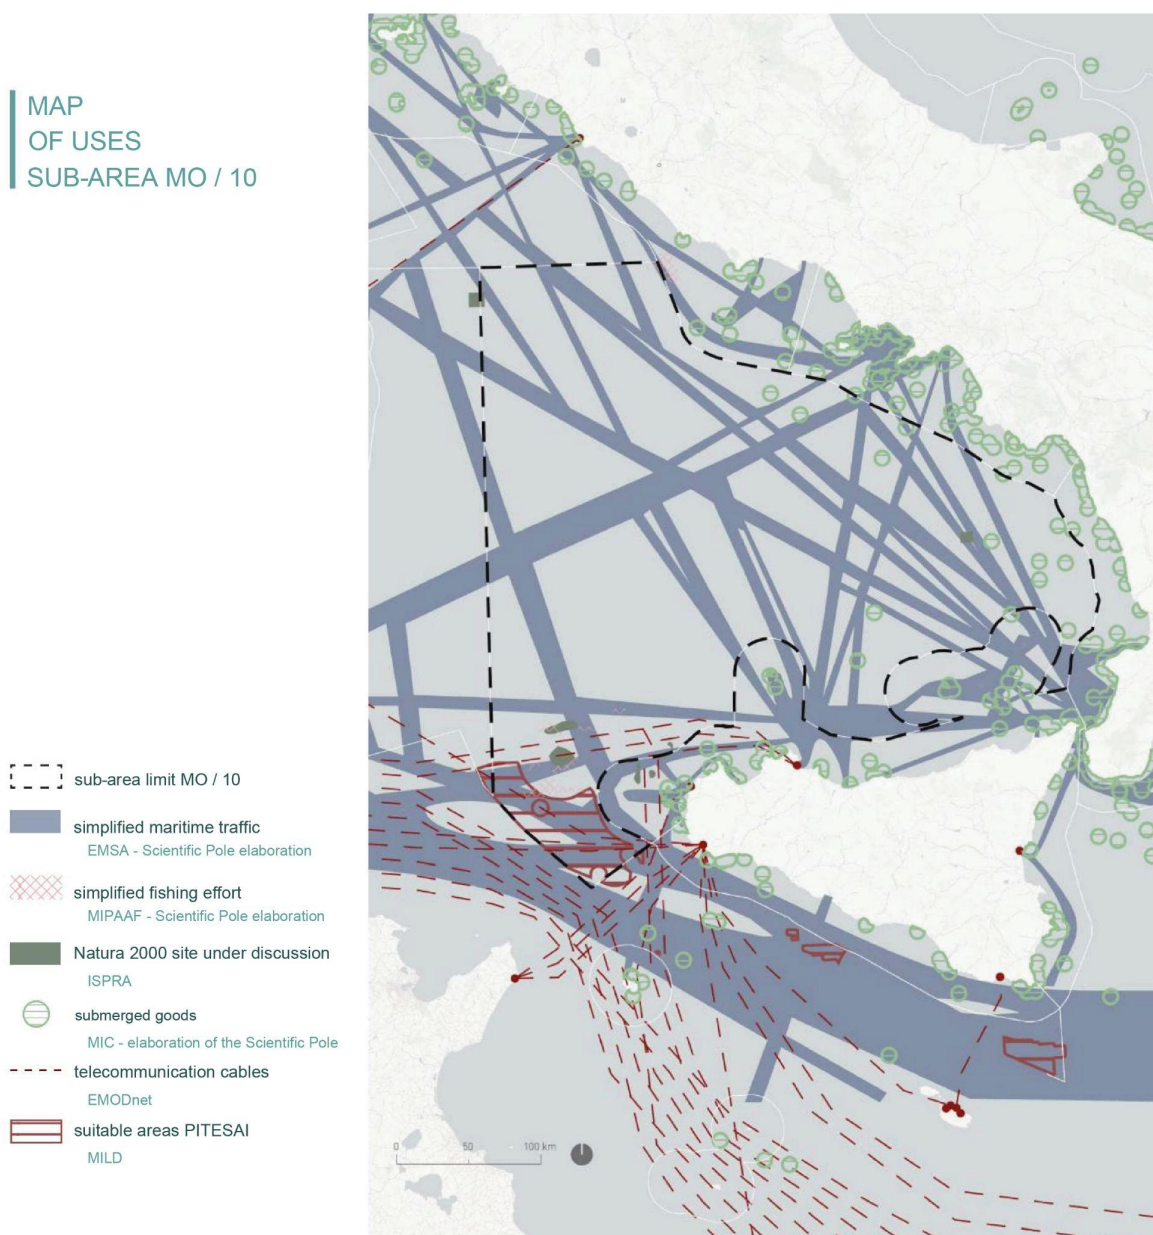 MAP
OF USES
SUB-AREA MO / 10
sub-area limit MO / 10
simplified maritime traffic
EMSA - Scientific Pole elaboration
simplified fishing effort
MIPAAF - Scientific Pole elaboration
Natura 2000 site under discussion
ISPRA
submerged goods
MIC - elaboration of the Scientific Pole
telecommunication cables
EMODnet
suitable areas PITESAI
MILD
0 50 100 km